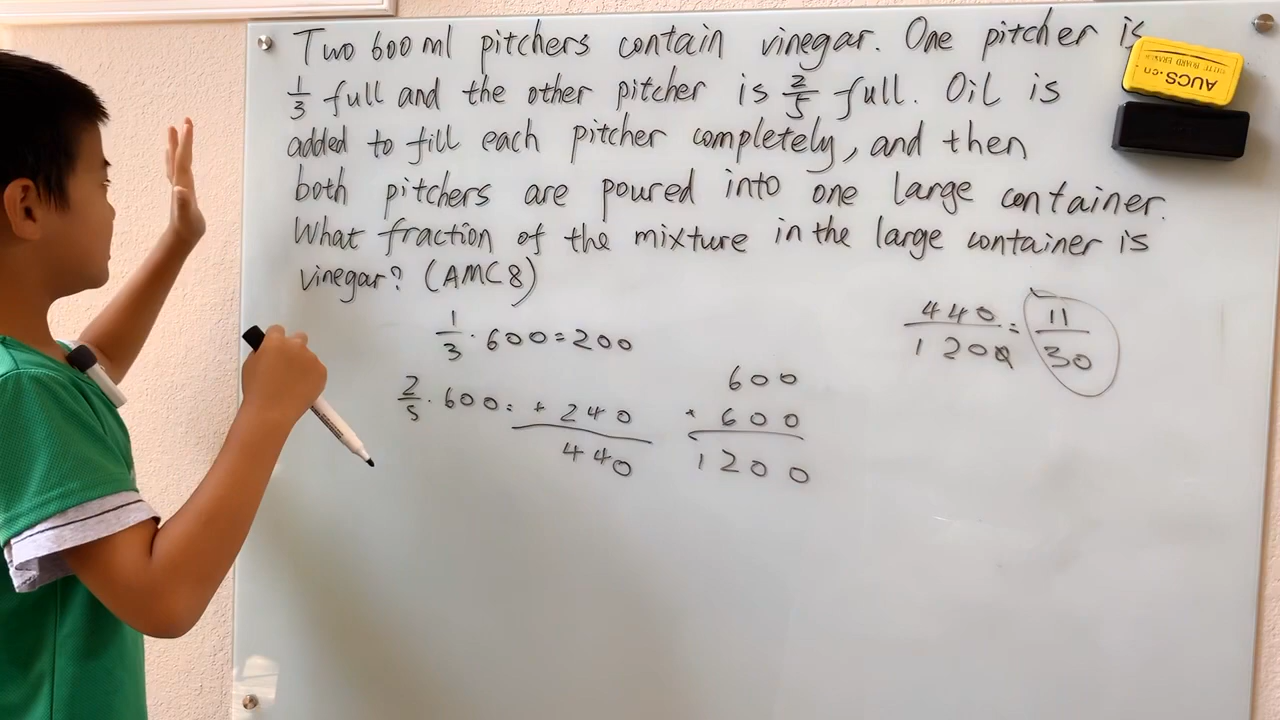 Two 600 ml pitchers contain vinegar. One pitcher is
1/3 full and the other pitcher is 2/5 full. Oil is
added to fill each pitcher completely, and then
both pitchers are poured into one large container.
What fraction of the mixture in the large container is
vinegar? (AMC8)
AUCS.cn
1/3 · 600 = 200
2/5 · 600 = + 240
440
600
+ 600
1200
440/1200 = 11/30